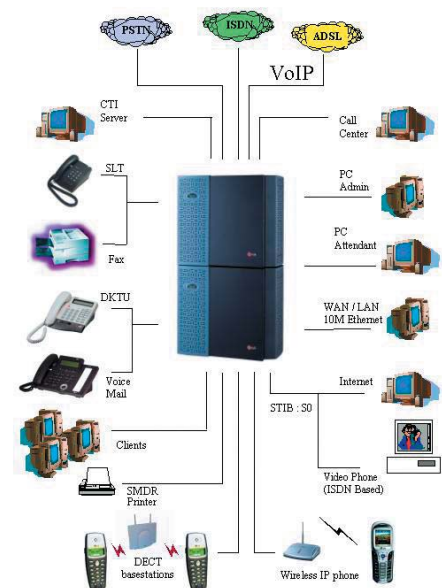 PSTN
ISDN
ADSL
VoIP
CTI
Server
Call
Center
SLT
PC
Admin
PC
Attendant
Fax
DKTU
WAN / LAN
10M Ethernet
Voice
Mail
Internet
STIB : S0
Clients
Video Phone
(ISDN Based)
SMDR
Printer
DECT
basestations
Wireless IP phone